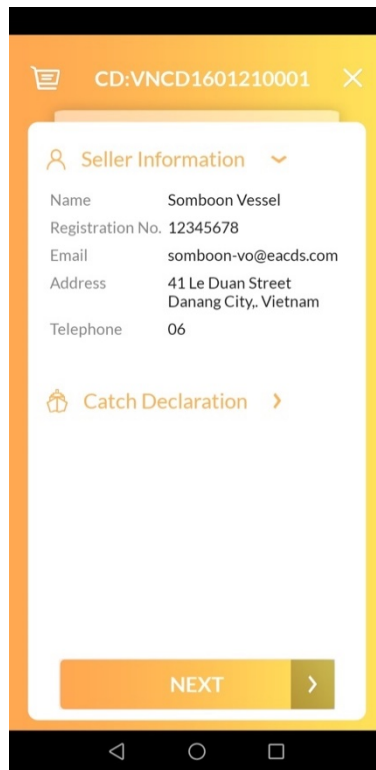 CD:VNCD1601210001
Seller Information
Name Somboon Vessel
Registration No. 12345678
Email somboon-vo@eacds.com
Address 41 Le Duan Street
Danang City,. Vietnam
Telephone 06
Catch Declaration
NEXT